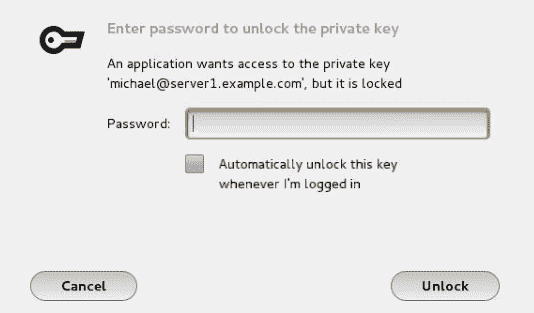 Enter password to unlock the private key
An application wants access to the private key
'michael@server1.example.com', but it is locked
Password:
Automatically unlock this key
whenever I'm logged in
Cancel
Unlock